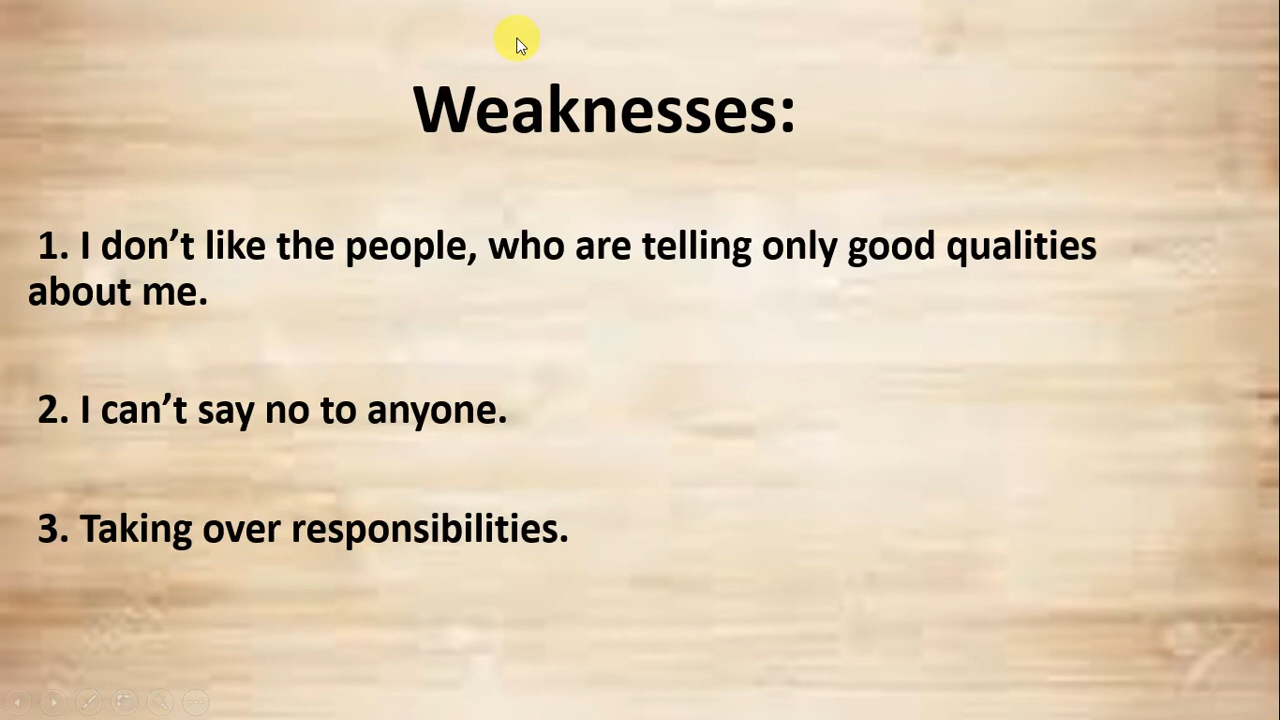 Weaknesses:
1. I don’t like the people, who are telling only good qualities
about me.
2. I can’t say no to anyone.
3. Taking over responsibilities.